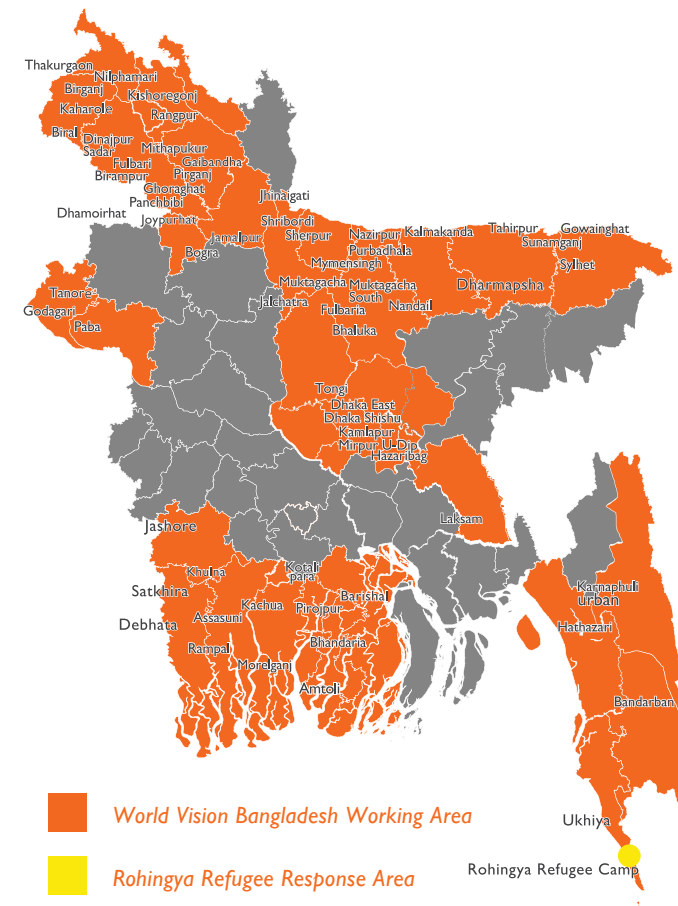 Thakurgaon
Nilphamari
Birganj
Kishoregonj
Kaharole
Rangpur
Biral
Dinajpur
Sadar
Mithapukur
Fulbari
Gaibandha
Birampur
Pirganj
Ghoraghat
Panchbibi
Jhinaigati
Dhamoirhat
Joypurhat
Shribordi
Jamalpur
Sherpur
Nazirpur
Kalmakanda
Tahirpur
Gowainghat
Sunamganj
Bogra
Purbadhala
Mymensingh
Sylhet
Muktagacha
Muktagacha
South
Dharmapsha
Tanore
Jalchatra
Fulbaria
Nandail
Godagari
Paba
Bhaluka
Tongi
Dhaka East
Dhaka Shishu
Kamlapur
Mirpur U-Dip
Hazaribag
Laksam
Jashore
Khulna
Kotali
para
Satkhira
Kachua
Pirojpur
Barishal
Karnaphuli
urban
Debhata
Assasuni
Hathazari
Rampal
Bhandaria
Morelganj
Amtoli
Bandarban
Ukhiya
Rohingya Refugee Camp
World Vision Bangladesh Working Area
Rohingya Refugee Response Area